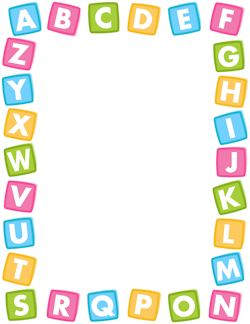 A B C D E F
Z G
Y H
X I
W J
V K
U L
T M
S R Q P O N